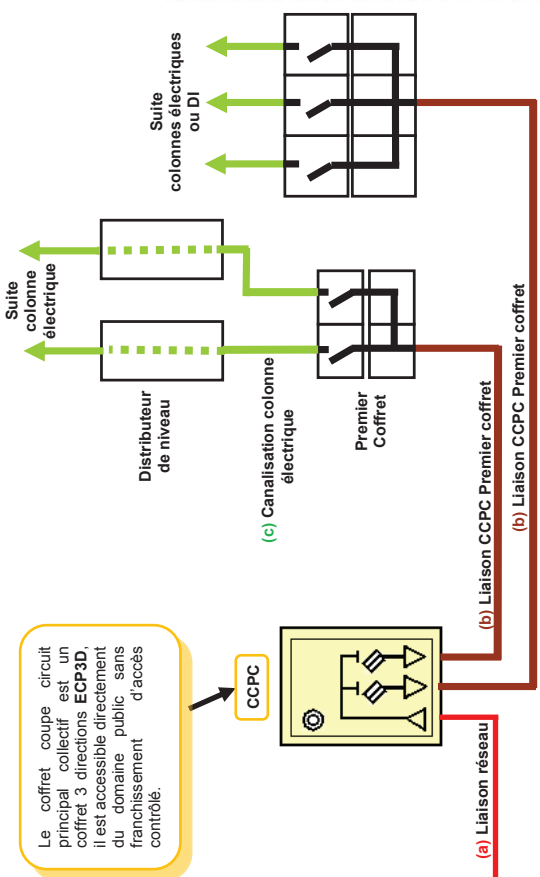 Le coffret coupe circuit
principal collectif est un
coffret 3 directions ECP3D,
il est accessible directement
du domaine public sans
franchissement d'accès
contrôlé.
CCPC
(a) Liaison réseau
(b) Liaison CCPC Premier coffret
(b) Liaison CCPC Premier coffret
Premier
Coffret
(c) Canalisation colonne
électrique
Distributeur
de niveau
Suite
colonne
électrique
Suite
colonnes électriques
ou DI